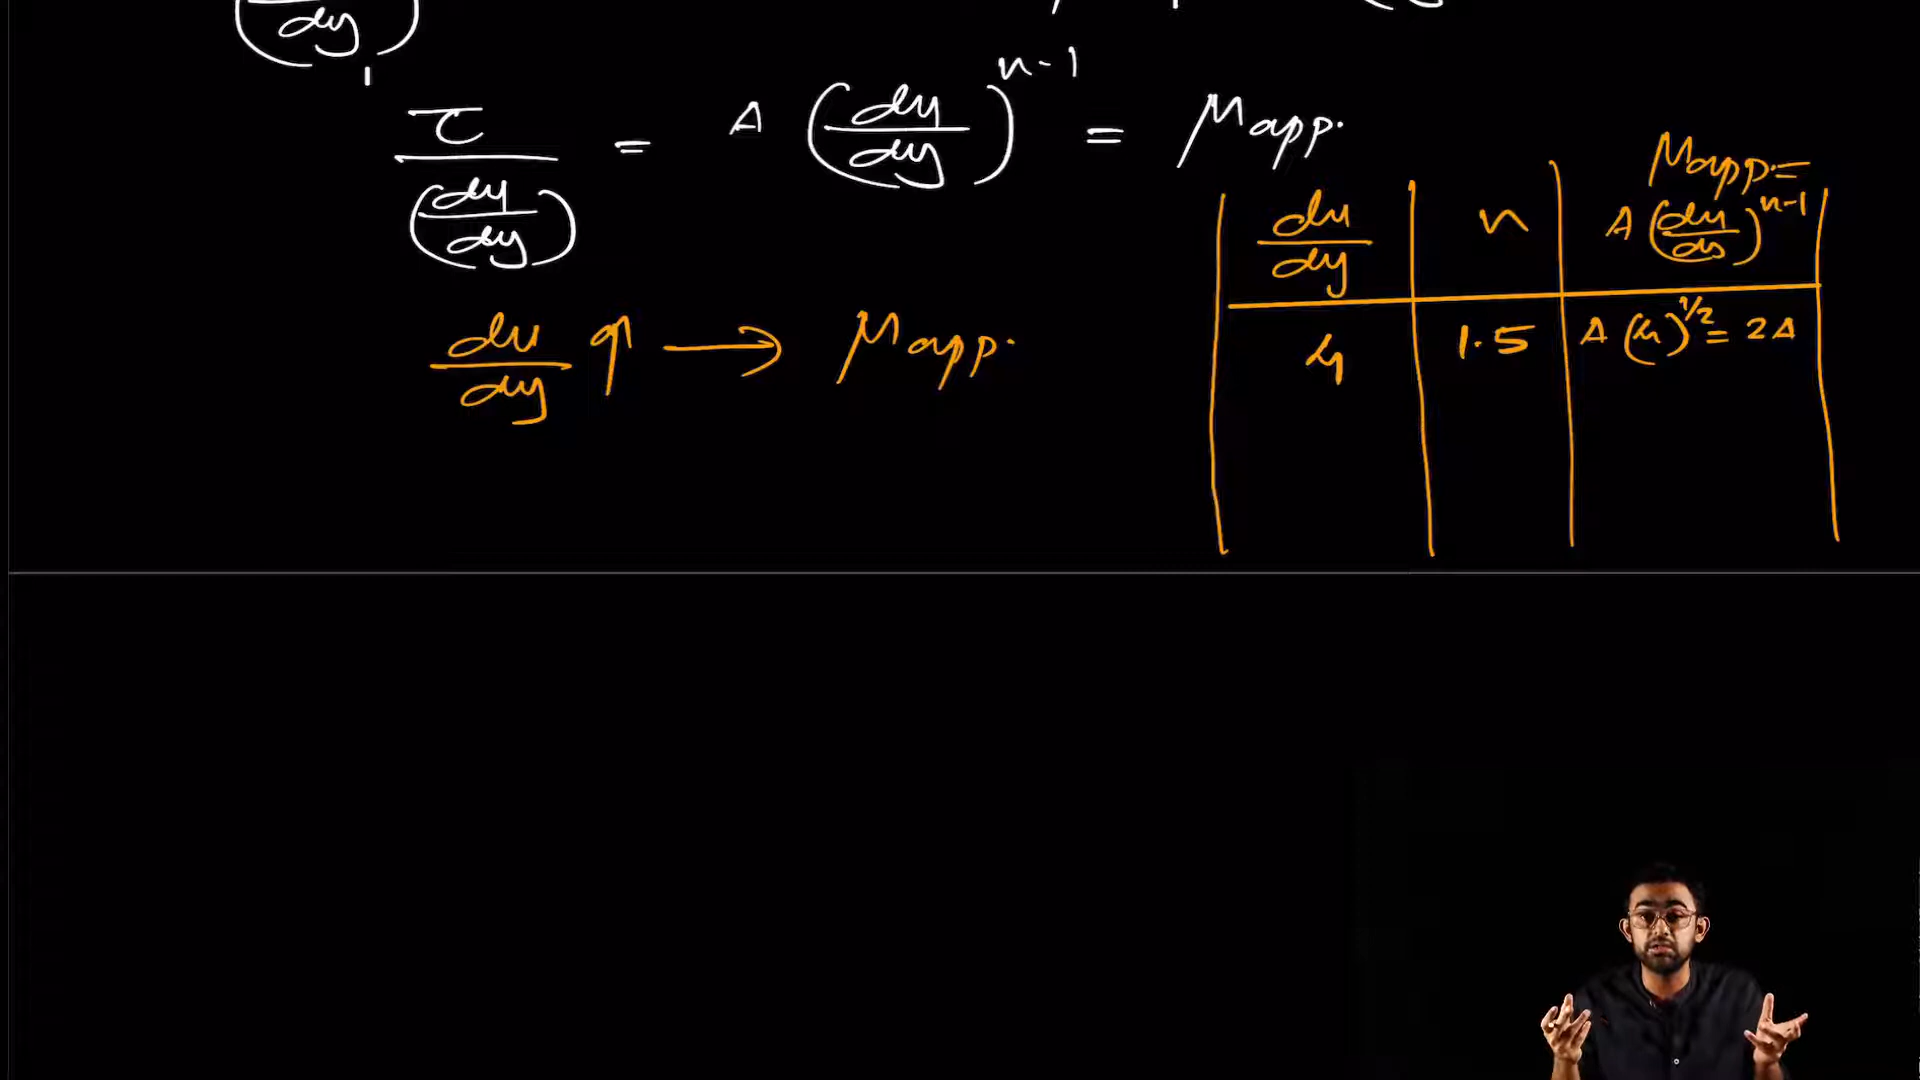 dy
τ / (du/dy) = A (du/dy)^n-1 = μapp.
μapp. =
du/dy | n | A (du/dy)^n-1
du/dy ↑ → μapp.
4 | 1.5 | A (4)^1/2 = 2A